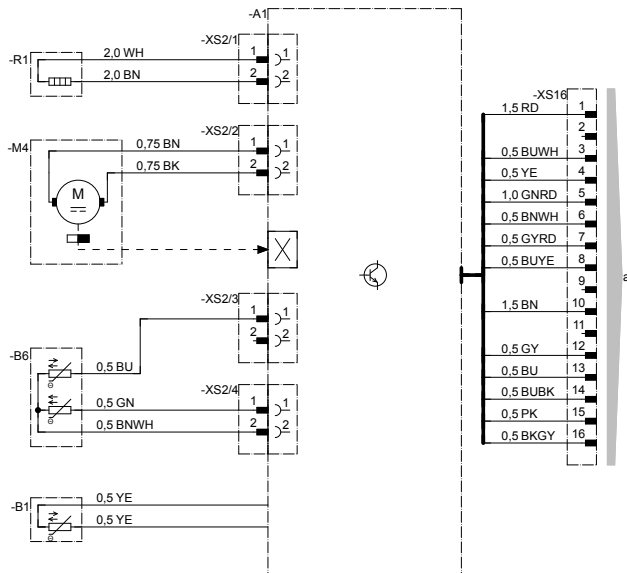 -A1
-XS2/1
-R1
2,0 WH
1
1
2,0 BN
2
2
-XS2/2
-M4
0,75 BN
1
1
0,75 BK
2
2
M
-XS2/3
1
1
2
2
-B6
0,5 BU
-XS2/4
0,5 GN
1
1
0,5 BNWH
2
2
-B1
0,5 YE
0,5 YE
-XS16
1,5 RD
1
2
0,5 BUWH
3
0,5 YE
4
1,0 GNRD
5
0,5 BNWH
6
0,5 GYRD
7
0,5 BUYE
8
9
1,5 BN
10
11
0,5 GY
12
0,5 BU
13
0,5 BUBK
14
0,5 PK
15
0,5 BKGY
16
a